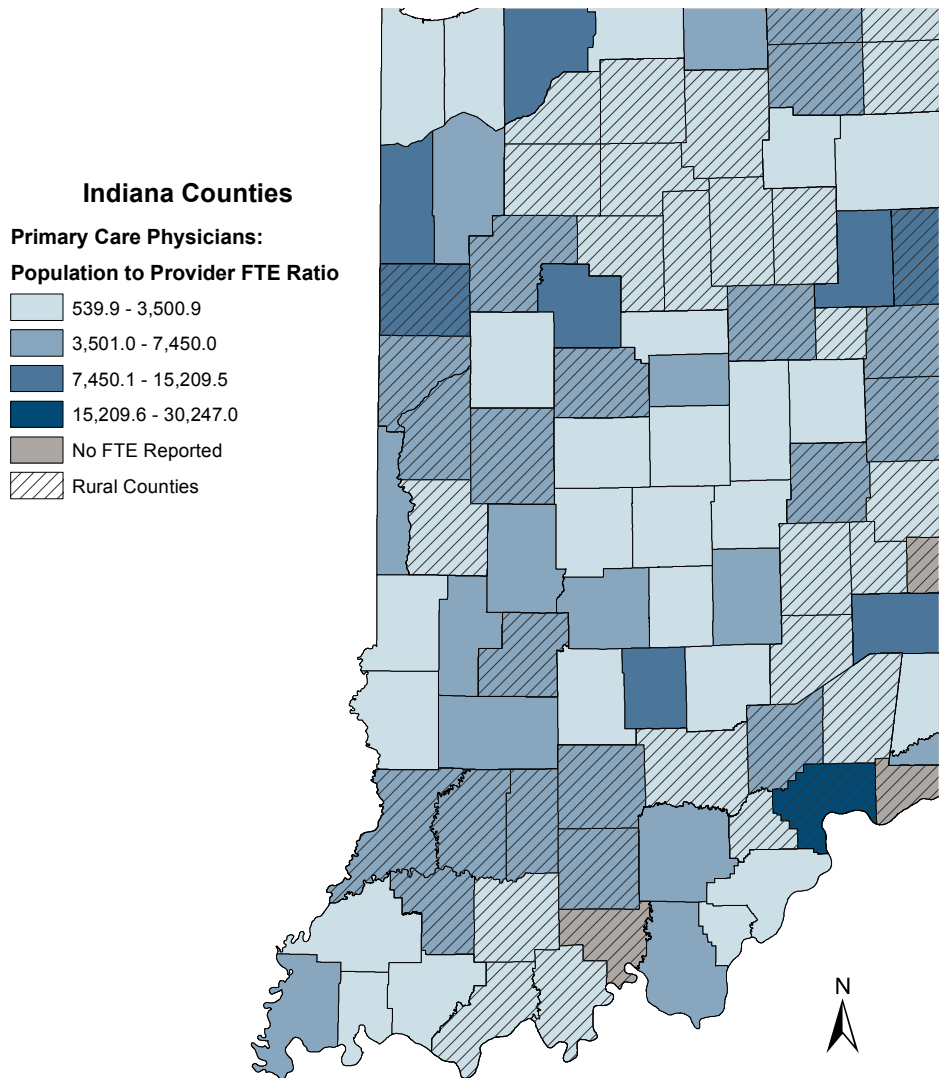 Indiana Counties
Primary Care Physicians:
Population to Provider FTE Ratio
539.9 - 3,500.9
3,501.0 - 7,450.0
7,450.1 - 15,209.5
15,209.6 - 30,247.0
No FTE Reported
Rural Counties
N